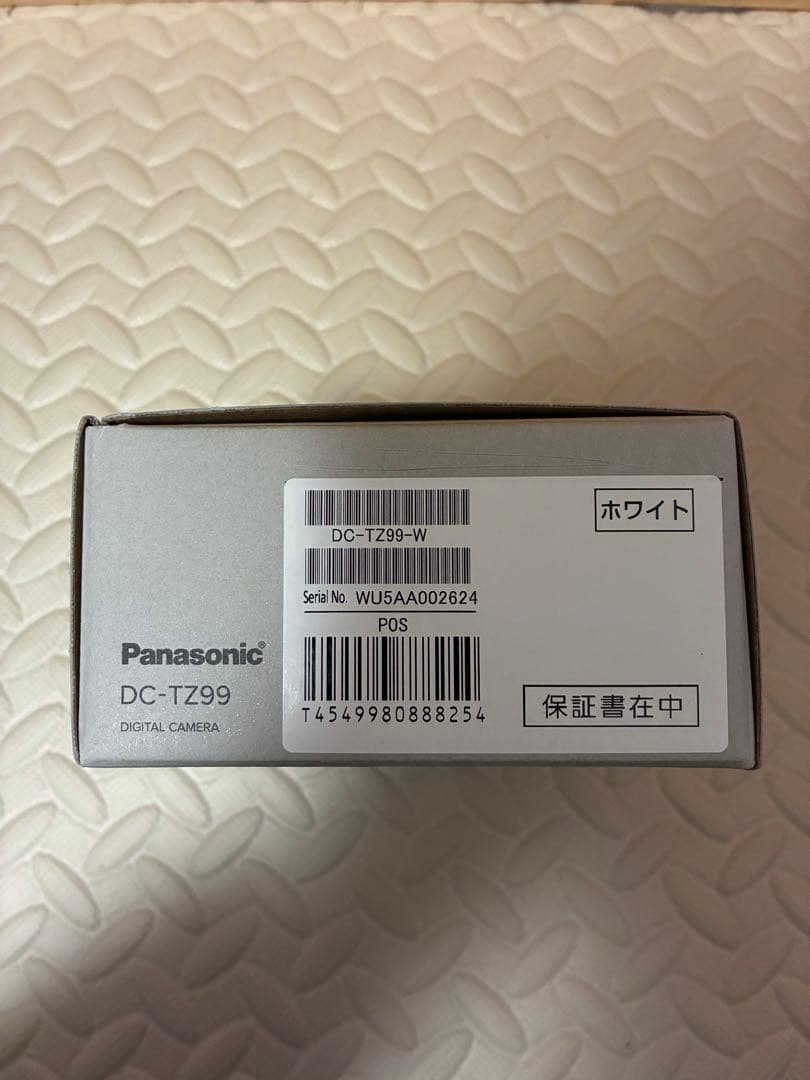 DC-TZ99-W
ホワイト
Serial No. WU5AA002624
POS
T4549980888254
保証書在中
Panasonic®
DC-TZ99
DIGITAL CAMERA